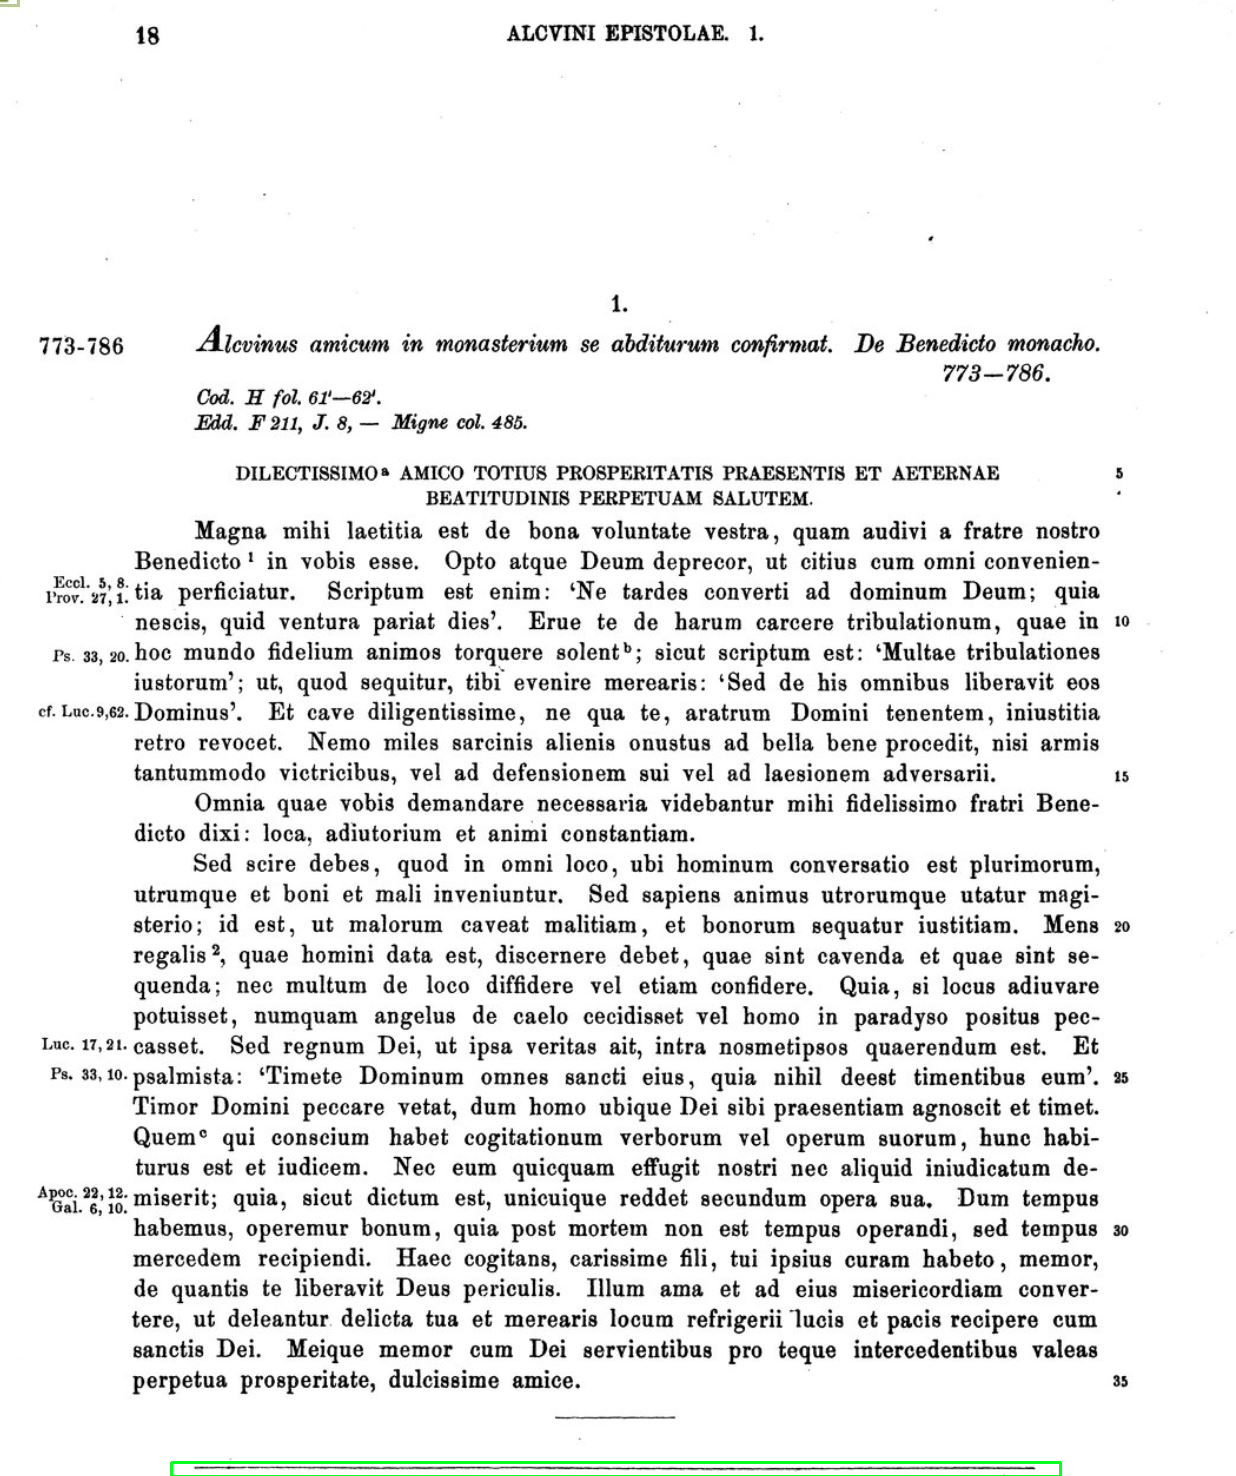 18
ALCVINI EPISTOLAE. 1.
1.
773-786
Alcvinus amicum in monasterium se abditurum confirmat. De Benedicto monacho.
773—786.
Cod. H fol. 61'—62'.
Edd. F 211, J. 8, — Migne col. 485.
DILECTISSIMOᵃ AMICO TOTIUS PROSPERITATIS PRAESENTIS ET AETERNAE 5
BEATITUDINIS PERPETUAM SALUTEM.
Magna mihi laetitia est de bona voluntate vestra, quam audivi a fratre nostro
Benedicto ¹ in vobis esse. Opto atque Deum deprecor, ut citius cum omni convenien-
Eccl. 5, 8.
Prov. 27, 1.
tia perficiatur. Scriptum est enim: ‘Ne tardes converti ad dominum Deum; quia
nescis, quid ventura pariat dies’. Erue te de harum carcere tribulationum, quae in 10
Ps. 33, 20. hoc mundo fidelium animos torquere solentᵇ; sicut scriptum est: ‘Multae tribulationes
iustorum’; ut, quod sequitur, tibi evenire merearis: ‘Sed de his omnibus liberavit eos
cf. Luc. 9,62. Dominus’. Et cave diligentissime, ne qua te, aratrum Domini tenentem, iniustitia
retro revocet. Nemo miles sarcinis alienis onustus ad bella bene procedit, nisi armis
tantummodo victricibus, vel ad defensionem sui vel ad laesionem adversarii. 15
Omnia quae vobis demandare necessaria videbantur mihi fidelissimo fratri Bene-
dicto dixi: loca, adiutorium et animi constantiam.
Sed scire debes, quod in omni loco, ubi hominum conversatio est plurimorum,
utrumque et boni et mali inveniuntur. Sed sapiens animus utrorumque utatur magi-
sterio; id est, ut malorum caveat malitiam, et bonorum sequatur iustitiam. Mens 20
regalis ², quae homini data est, discernere debet, quae sint cavenda et quae sint se-
quenda; nec multum de loco diffidere vel etiam confidere. Quia, si locus adiuvare
potuisset, numquam angelus de caelo cecidisset vel homo in paradyso positus pec-
Luc. 17, 21. casset. Sed regnum Dei, ut ipsa veritas ait, intra nosmetipsos quaerendum est. Et
Ps. 33, 10. psalmista: ‘Timete Dominum omnes sancti eius, quia nihil deest timentibus eum’. 25
Timor Domini peccare vetat, dum homo ubique Dei sibi praesentiam agnoscit et timet.
Quemᶜ qui conscium habet cogitationum verborum vel operum suorum, hunc habi-
turus est et iudicem. Nec eum quicquam effugit nostri nec aliquid iniudicatum de-
Apoc. 22, 12.
Gal. 6, 10.
miserit; quia, sicut dictum est, unicuique reddet secundum opera sua. Dum tempus
habemus, operemur bonum, quia post mortem non est tempus operandi, sed tempus 30
mercedem recipiendi. Haec cogitans, carissime fili, tui ipsius curam habeto, memor,
de quantis te liberavit Deus periculis. Illum ama et ad eius misericordiam conver-
tere, ut deleantur delicta tua et merearis locum refrigerii lucis et pacis recipere cum
sanctis Dei. Meique memor cum Dei servientibus pro teque intercedentibus valeas
perpetua prosperitate, dulcissime amice. 35